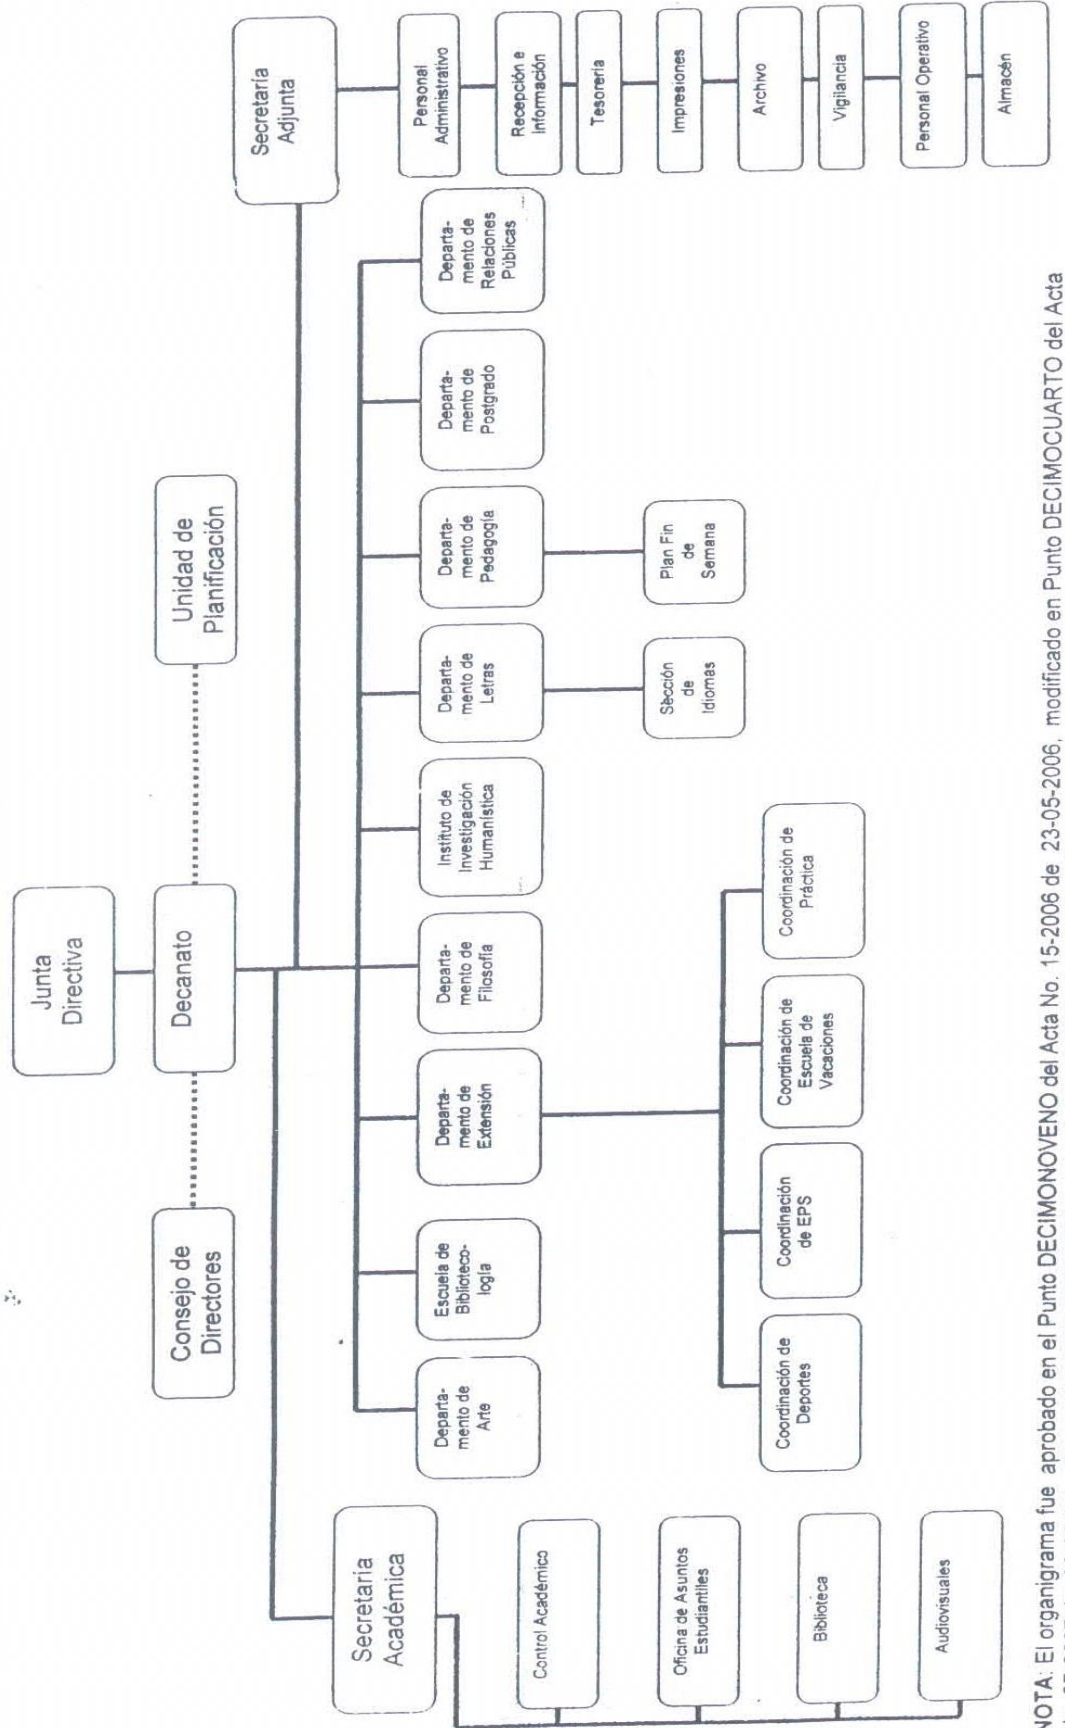 Junta
Directiva
Consejo de
Directores
Decanato
Unidad de
Planificación
Secretaría
Adjunta
Secretaria
Académica
Control Académico
Oficina de Asuntos
Estudiantiles
Biblioteca
Audiovisuales
Departa-
mento de
Arte
Escuela de
Biblioteco-
logía
Departa-
mento de
Extensión
Departa-
mento de
Filosofía
Instituto de
Investigación
Humanística
Departa-
mento de
Letras
Departa-
mento de
Pedagogía
Departa-
mento de
Postgrado
Departa-
mento de
Relaciones
Públicas
Coordinación de
Deportes
Coordinación
de EPS
Coordinación de
Escuela de
Vacaciones
Coordinación de
Práctica
Sección
de
Idiomas
Plan Fin
de
Semana
Personal
Administrativo
Recepción e
Información
Tesorería
Impresiones
Archivo
Vigilancia
Personal Operativo
Almacén
NOTA: El organigrama fue aprobado en el Punto DECIMONOVENO del Acta No. 15-2006 de 23-05-2006, modificado en Punto DECIMOCUARTO del Acta